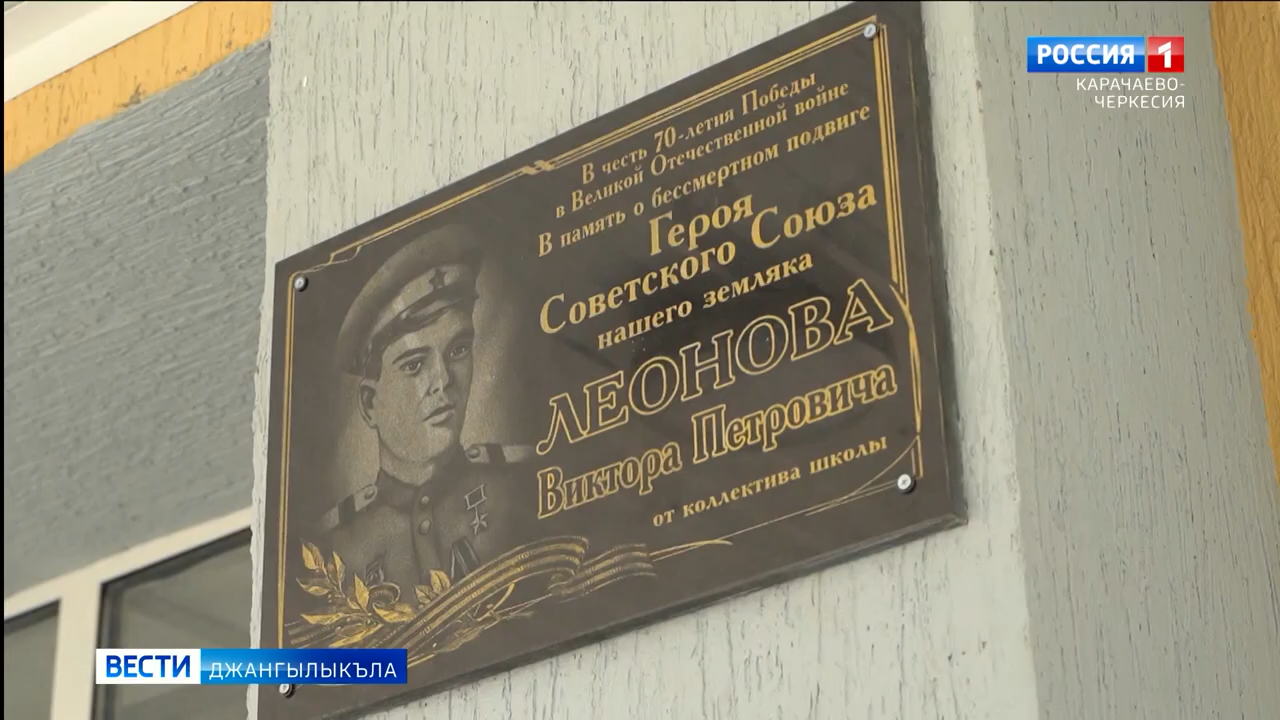 РОССИЯ 1
КАРАЧАЕВО-
ЧЕРКЕСИЯ
В честь 70-летия Победы
в Великой Отечественной войне
В память о бессмертном подвиге
Героя
Советского Союза
нашего земляка
ЛЕОНОВА
Виктора Петровича
от коллектива школы
ВЕСТИ ДЖАНГЫЛЫКЪЛА